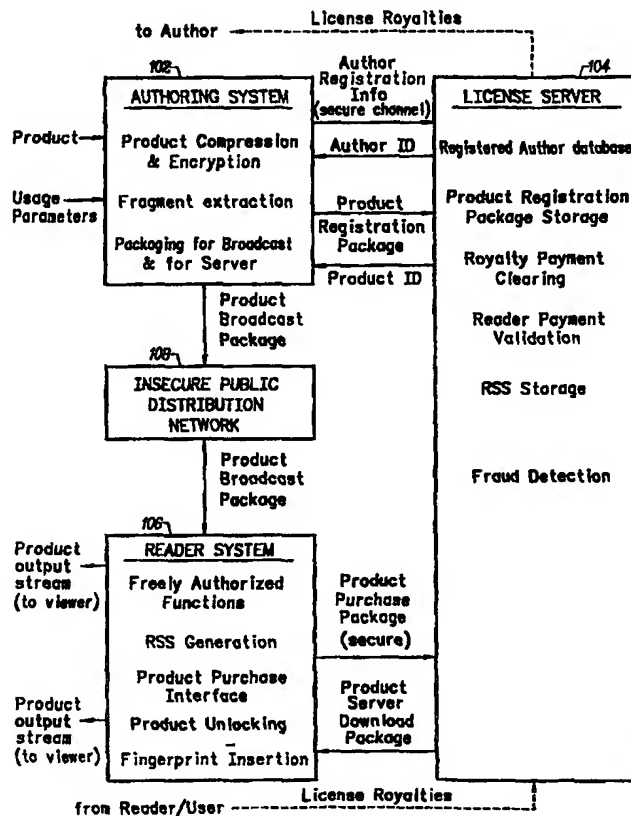 License Royalties
to Author
102
AUTHORING SYSTEM
Product Compression
& Encryption
Fragment extraction
Packaging for Broadcast
& for Server
Product
Usage
Parameters
Author
Registration
Info
(secure channel)
Author ID
Product
Registration
Package
Product ID
104
LICENSE SERVER
Registered Author database
Product Registration
Package Storage
Royalty Payment
Clearing
Reader Payment
Validation
RSS Storage
Fraud Detection
Product
Broadcast
Package
108
INSECURE PUBLIC
DISTRIBUTION
NETWORK
Product
Broadcast
Package
106
READER SYSTEM
Freely Authorized
Functions
RSS Generation
Product Purchase
Interface
Product Unlocking
Fingerprint Insertion
Product
output
stream
(to viewer)
Product
output
stream
(to viewer)
Product
Purchase
Package
(secure)
Product
Server
Download
Package
License Royalties
from Reader/User